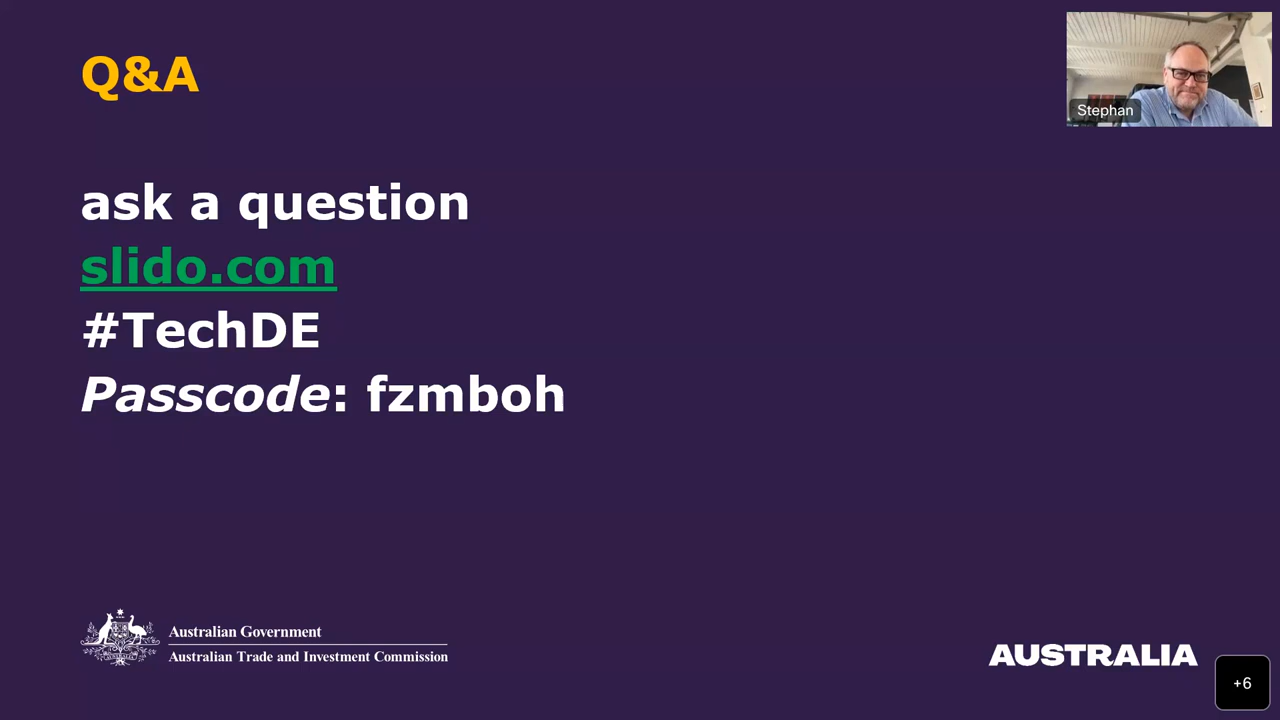 Q&A
Stephan
ask a question
slido.com
#TechDE
Passcode: fzmboh
Australian Government
Australian Trade and Investment Commission
AUSTRALIA
+6